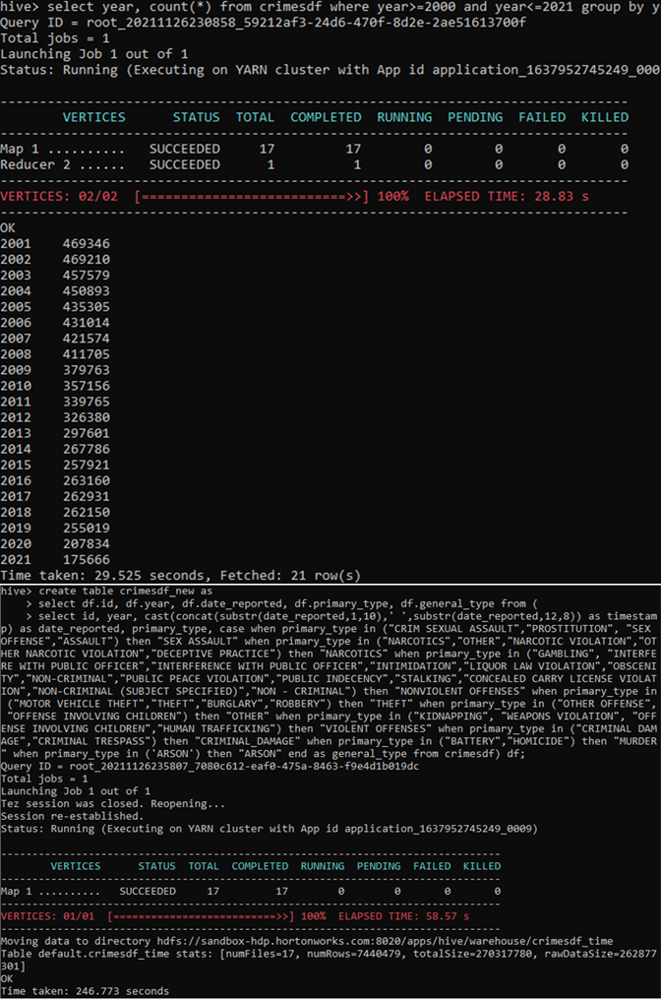 hive> select year, count(*) from crimesdf where year>=2000 and year<=2021 group by y
Query ID = root_20211126230858_59212af3-24d6-470f-8d2e-2ae51613700f
Total jobs = 1
Launching Job 1 out of 1
Status: Running (Executing on YARN cluster with App id application_1637952745249_000
--------------------------------------------------------------------------------
VERTICES STATUS TOTAL COMPLETED RUNNING PENDING FAILED KILLED
--------------------------------------------------------------------------------
Map 1 .......... SUCCEEDED 17 17 0 0 0 0
Reducer 2 ...... SUCCEEDED 1 1 0 0 0 0
--------------------------------------------------------------------------------
VERTICES: 02/02 [==========================>>] 100% ELAPSED TIME: 28.83 s
--------------------------------------------------------------------------------
OK
2001 469346
2002 469210
2003 457579
2004 450893
2005 435305
2006 431014
2007 421574
2008 411705
2009 379763
2010 357156
2011 339765
2012 326380
2013 297601
2014 267786
2015 257921
2016 263160
2017 262931
2018 262150
2019 255019
2020 207834
2021 175666
Time taken: 29.525 seconds, Fetched: 21 row(s)
hive> create table crimesdf_new as
> select df.id, df.year, df.date_reported, df.primary_type, df.general_type from (
> select id, year, cast(concat(substr(date_reported,1,10),' ',substr(date_reported,12,8)) as timestam
p) as date_reported, primary_type, case when primary_type in ("CRIM SEXUAL ASSAULT","PROSTITUTION", "SEX
OFFENSE","ASSAULT") then "SEX ASSAULT" when primary_type in ("NARCOTICS","OTHER","NARCOTIC VIOLATION","OT
HER NARCOTIC VIOLATION","DECEPTIVE PRACTICE") then "NARCOTICS" when primary_type in ("GAMBLING", "INTERFE
RE WITH PUBLIC OFFICER","INTERFERENCE WITH PUBLIC OFFICER","INTIMIDATION","LIQUOR LAW VIOLATION","OBSCENI
TY","NON-CRIMINAL","PUBLIC PEACE VIOLATION","PUBLIC INDECENCY","STALKING","CONCEALED CARRY LICENSE VIOLAT
ION","NON-CRIMINAL (SUBJECT SPECIFIED)","NON - CRIMINAL") then "NONVIOLENT OFFENSES" when primary_type in
("MOTOR VEHICLE THEFT","THEFT","BURGLARY","ROBBERY") then "THEFT" when primary_type in ("OTHER OFFENSE",
"OFFENSE INVOLVING CHILDREN") then "OTHER" when primary_type in ("KIDNAPPING", "WEAPONS VIOLATION", "OFF
ENSE INVOLVING CHILDREN","HUMAN TRAFFICKING") then "VIOLENT OFFENSES" when primary_type in ("CRIMINAL DAM
AGE","CRIMINAL TRESPASS") then "CRIMINAL_DAMAGE" when primary_type in ("BATTERY","HOMICIDE") then "MURDER
" when primary_type in ('ARSON') then "ARSON" end as general_type from crimesdf) df;
Query ID = root_20211126235807_7080c612-eaf0-475a-8463-f9e4d1b019dc
Total jobs = 1
Launching Job 1 out of 1
Tez session was closed. Reopening...
Session re-established.
Status: Running (Executing on YARN cluster with App id application_1637952745249_0009)
--------------------------------------------------------------------------------
VERTICES STATUS TOTAL COMPLETED RUNNING PENDING FAILED KILLED
--------------------------------------------------------------------------------
Map 1 .......... SUCCEEDED 17 17 0 0 0 0
--------------------------------------------------------------------------------
VERTICES: 01/01 [==========================>>] 100% ELAPSED TIME: 58.57 s
--------------------------------------------------------------------------------
Moving data to directory hdfs://sandbox-hdp.hortonworks.com:8020/apps/hive/warehouse/crimesdf_time
Table default.crimesdf_time stats: [numFiles=17, numRows=7440479, totalSize=270317780, rawDataSize=262877
301]
OK
Time taken: 246.773 seconds